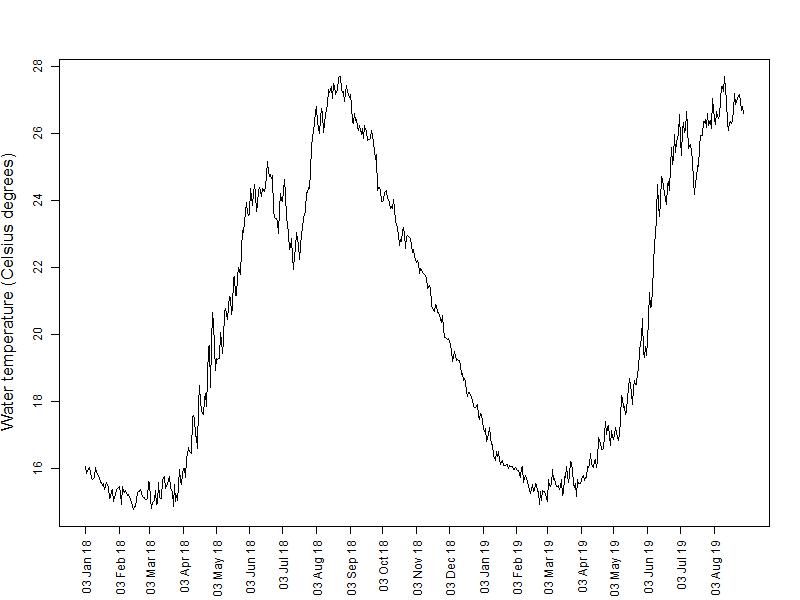 Water temperature (Celsius degrees)
28
26
24
22
20
18
16
03 Jan 18
03 Feb 18
03 Mar 18
03 Apr 18
03 May 18
03 Jun 18
03 Jul 18
03 Aug 18
03 Sep 18
03 Oct 18
03 Nov 18
03 Dec 18
03 Jan 19
03 Feb 19
03 Mar 19
03 Apr 19
03 May 19
03 Jun 19
03 Jul 19
03 Aug 19